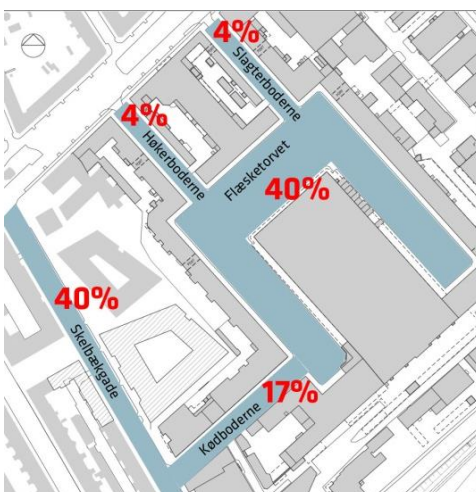 4%
Slagterboderne
4%
Høkerboderne
Flæsketorvet
40%
40%
Skelbækgade
17%
Kødboderne